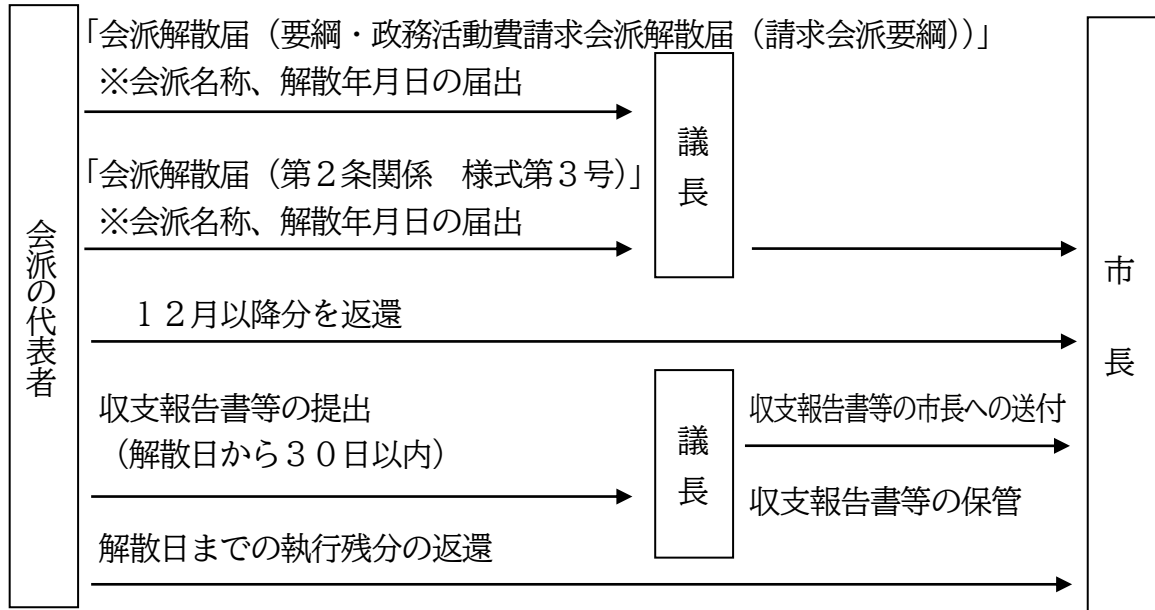 「会派解散届（要綱・政務活動費請求会派解散届（請求会派要綱））」
※会派名称、解散年月日の届出
「会派解散届（第２条関係　様式第３号）」
※会派名称、解散年月日の届出
議長
会派の代表者
市長
１２月以降分を返還
収支報告書等の提出
（解散日から３０日以内）
議長
収支報告書等の市長への送付
収支報告書等の保管
解散日までの執行残分の返還